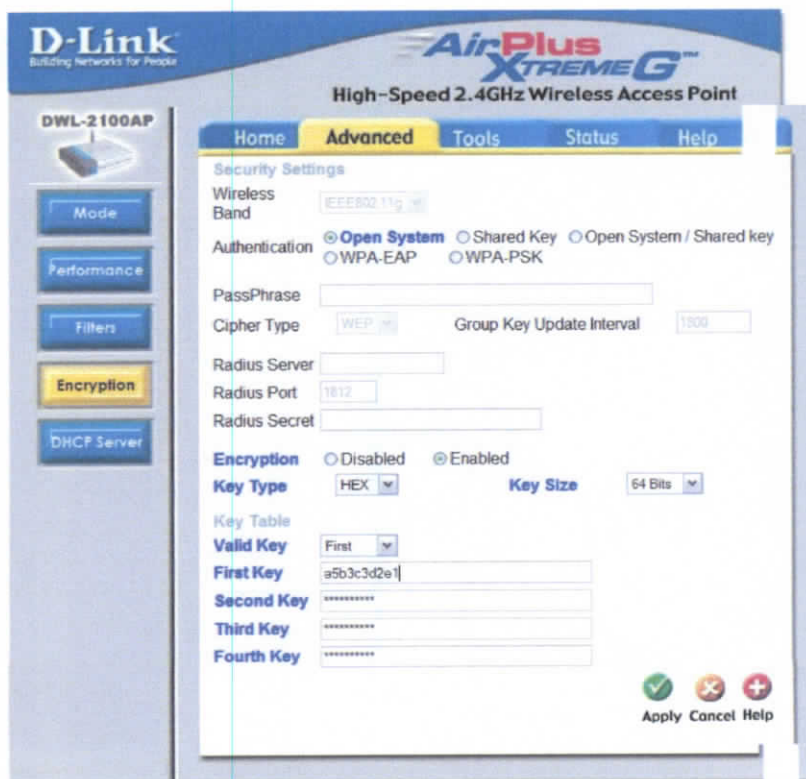 D-Link
Building Networks for People
AirPlus
XTREME G™
High-Speed 2.4GHz Wireless Access Point
DWL-2100AP
Home Advanced Tools Status Help
Mode
Performance
Filters
Encryption
DHCP Server
Security Settings
Wireless Band IEEE802.11g
Authentication Open System Shared Key Open System / Shared key
WPA-EAP WPA-PSK
PassPhrase
Cipher Type WEP Group Key Update Interval 1800
Radius Server
Radius Port 1812
Radius Secret
Encryption Disabled Enabled
Key Type HEX Key Size 64 Bits
Key Table
Valid Key First
First Key a5b3c3d2e1
Second Key **********
Third Key **********
Fourth Key **********
Apply Cancel Help